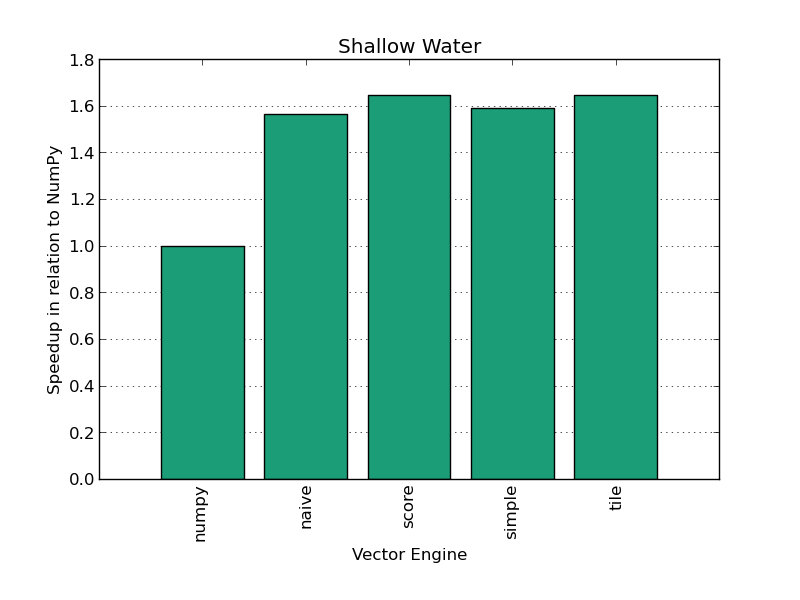 Shallow Water
1.8
1.6
1.4
1.2
1.0
0.8
0.6
0.4
0.2
0.0
Speedup in relation to NumPy
numpy
naive
score
simple
tile
Vector Engine